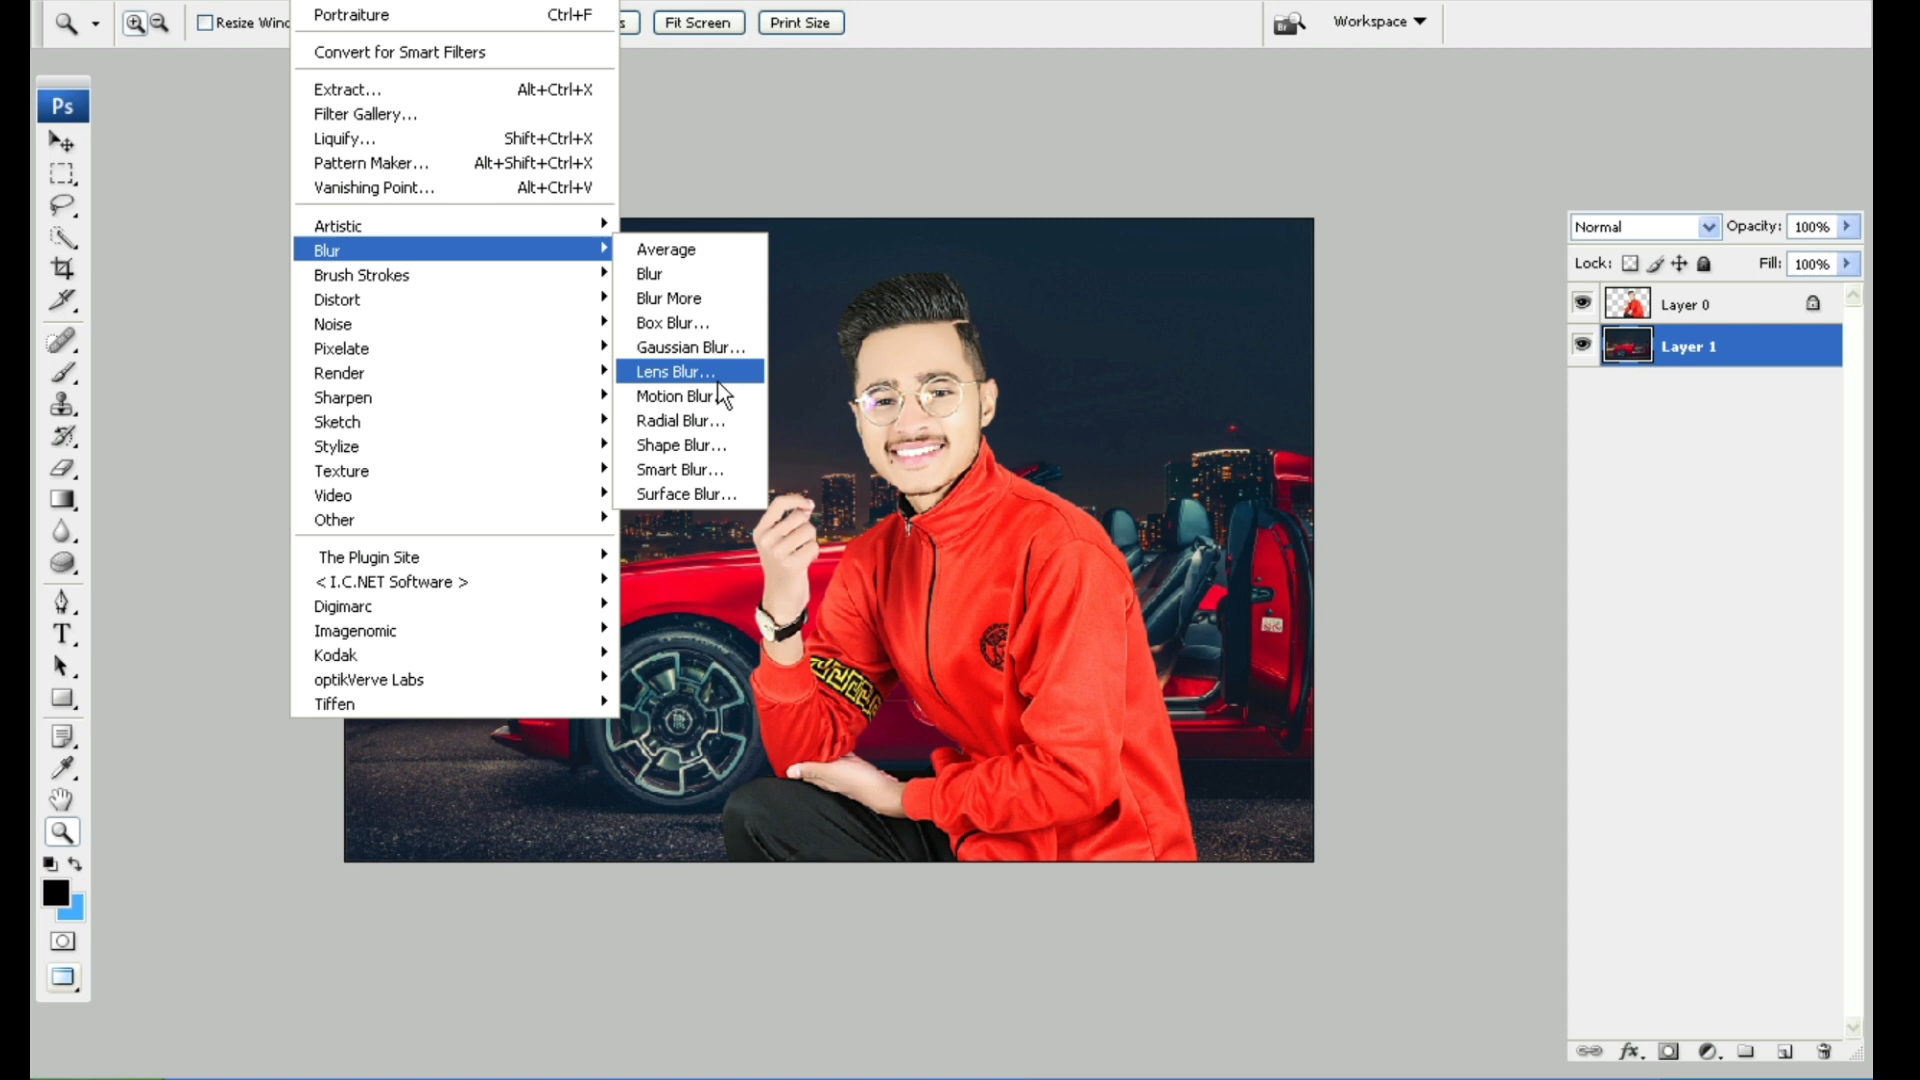 Resize Wind
s
Fit Screen
Print Size
Br
Workspace
Portraiture Ctrl+F
Convert for Smart Filters
Extract... Alt+Ctrl+X
Filter Gallery...
Liquify... Shift+Ctrl+X
Pattern Maker... Alt+Shift+Ctrl+X
Vanishing Point... Alt+Ctrl+V
Artistic
Blur
Brush Strokes
Distort
Noise
Pixelate
Render
Sharpen
Sketch
Stylize
Texture
Video
Other
The Plugin Site
< I.C.NET Software >
Digimarc
Imagenomic
Kodak
optikVerve Labs
Tiffen
Average
Blur
Blur More
Box Blur...
Gaussian Blur...
Lens Blur...
Motion Blur
Radial Blur...
Shape Blur...
Smart Blur...
Surface Blur...
Ps
T
Normal Opacity: 100%
Lock: Fill: 100%
Layer 0
Layer 1
fx